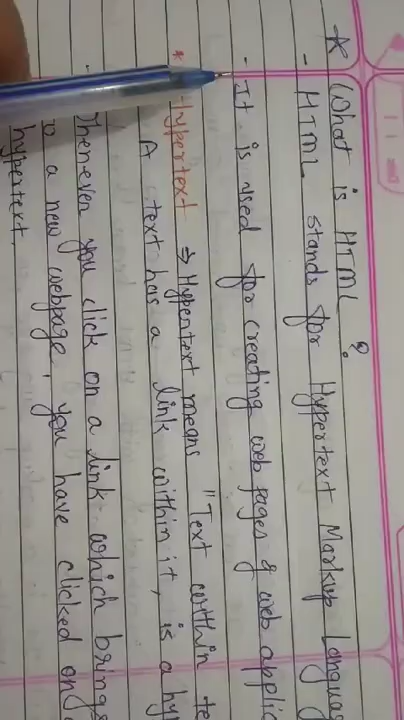 * What is HTML ?
- HTML stands for Hypertext Markup Langua
- It is used for creating web pages & web applic
* Hypertext ⇒ Hypertext means "Text within te
A text has a link within it, is a hy
Whenever you click on a link which brings
a new webpage, you have clicked on
hypertext.